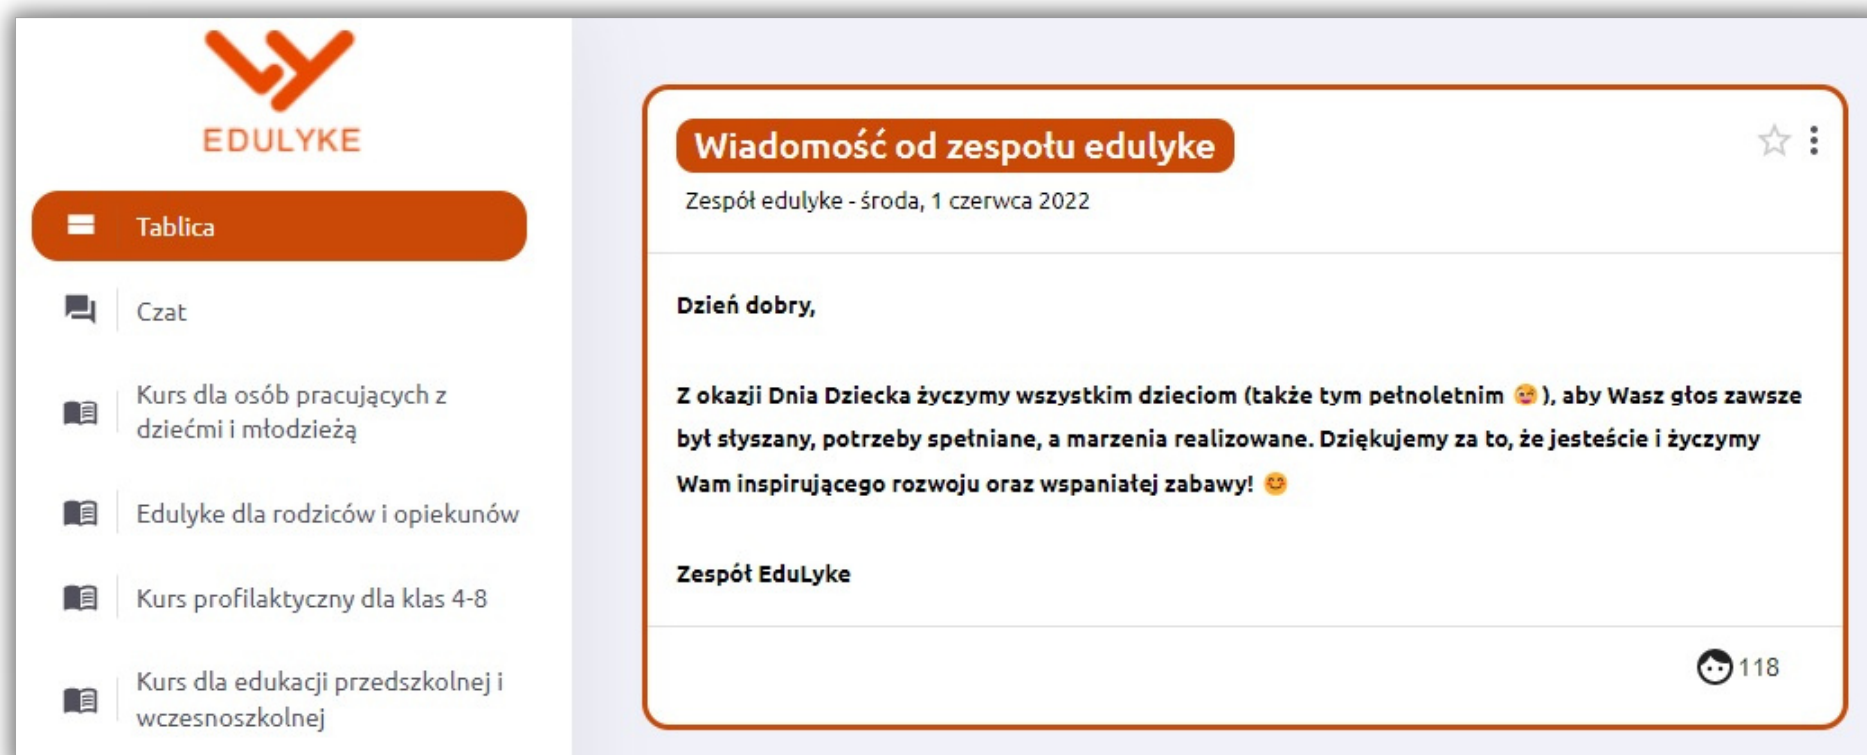 EDULYKE
Tablica
Czat
Kurs dla osób pracujących z
dziećmi i młodzieżą
Edulyke dla rodziców i opiekunów
Kurs profilaktyczny dla klas 4-8
Kurs dla edukacji przedszkolnej i
wczesnoszkolnej
Wiadomość od zespołu edulyke
Zespół edulyke - środa, 1 czerwca 2022
Dzień dobry,
Z okazji Dnia Dziecka życzymy wszystkim dzieciom (także tym pełnoletnim 😜), aby Wasz głos zawsze
był słyszany, potrzeby spełniane, a marzenia realizowane. Dziękujemy za to, że jesteście i życzymy
Wam inspirującego rozwoju oraz wspaniałej zabawy! 😊
Zespół EduLyke
118